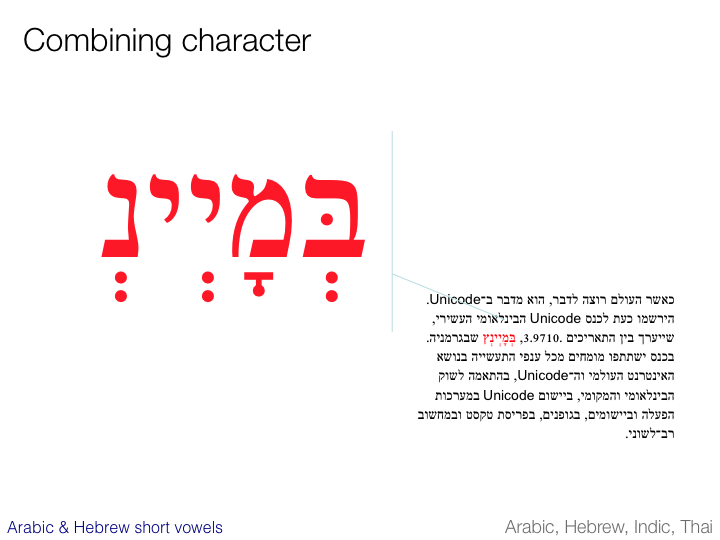 Combining character
בְּמָיְינְ
כאשר העולם רוצה לדבר, הוא מדבר ב־Unicode.
הירשמו כעת לכנס Unicode הבינלאומי העשירי,
שייערך בין התאריכים 3.9710., בְּמָיְינְץ שבגרמניה.
בכנס ישתתפו מומחים מכל ענפי התעשייה בנושא
האינטרנט העולמי וה־Unicode, בהתאמה לשוק
הבינלאומי והמקומי, ביישום Unicode במערכות
הפעלה וביישומים, בגופנים, בפריסת טקסט ובמחשוב
רב־לשוני.
Arabic & Hebrew short vowels
Arabic, Hebrew, Indic, Thai